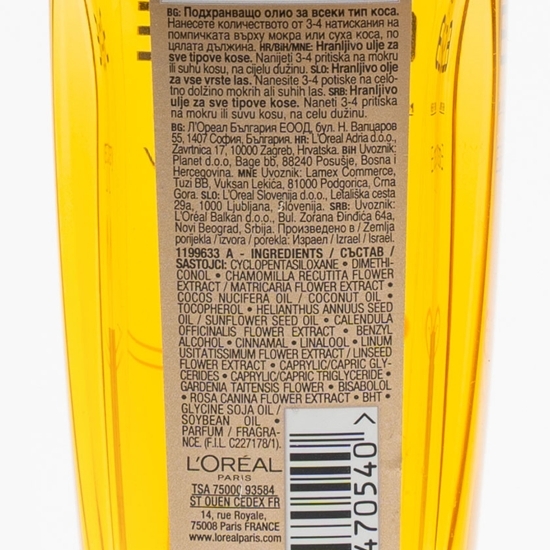 BG: Подхранващо олио за всеки тип коса.
Нанесете количеството от 3-4 натискания на
помпичката върху мокра или суха коса, по
цялата дължина. HR/BiH/MNE: Hranljivo ulje za
sve tipove kose. Nanijeti 3-4 pritiska na mokru
ili suhu kosu, na cijelu dužinu. SLO: Hranljivo olje
za vse vrste las. Nanesite 3-4 potiske na celo-
tno dolžino mokrih ali suhih las. SRB: Hranljivo
ulje za sve tipove kose. Naneti 3-4 pritiska
na mokru ili suvu kosu, na celu dužinu.
BG: Л'Ореал България ЕООД, бул. Н. Вапцаров
55, 1407 София, България. HR: L'Oreal Adria d.o.o.,
Zavrtnica 17, 10000 Zagreb, Hrvatska. BiH Uvoznik:
Planet d.o.o., Bage bb, 88240 Posušje, Bosna i
Hercegovina. MNE Uvoznik: Lamex Commerce,
Tuzi BB, Vuksan Lekića, 81000 Podgorica, Crna
Gora. SLO: L'Oreal Slovenija d.o.o., Letališka cesta
29a, 1000 Ljubljana, Slovenija. SRB: Uvoznik:
L'Oréal Balkan d.o.o., Bul. Zorana Đinđića 64a,
Novi Beograd, Srbija. Произведено в / Zemlja
porijekla / izvora / porekla: Израел / Izrael / Israel.
1199633 A - INGREDIENTS / СЪСТАВ /
SASTOJCI: CYCLOPENTASILOXANE • DIMETHI-
CONOL • CHAMOMILLA RECUTITA FLOWER
EXTRACT / MATRICARIA FLOWER EXTRACT •
COCOS NUCIFERA OIL / COCONUT OIL •
TOCOPHEROL • HELIANTHUS ANNUUS SEED
OIL / SUNFLOWER SEED OIL • CALENDULA
OFFICINALIS FLOWER EXTRACT • BENZYL
ALCOHOL • CINNAMAL • LINALOOL • LINUM
USITATISSIMUM FLOWER EXTRACT / LINSEED
FLOWER EXTRACT • CAPRYLIC/CAPRIC GLY-
CERIDES • CAPRYLIC/CAPRIC TRIGLYCERIDE •
GARDENIA TAITENSIS FLOWER • BISABOLOL
• ROSA CANINA FLOWER EXTRACT • BHT •
GLYCINE SOJA OIL /
SOYBEAN OIL •
PARFUM / FRAGRAN-
CE. (F.I.L. C227178/1).
L'ORÉAL
PARIS
TSA 75000 93584
ST OUEN CEDEX FR
14, rue Royale,
75008 Paris FRANCE
www.lorealparis.com
470540 >